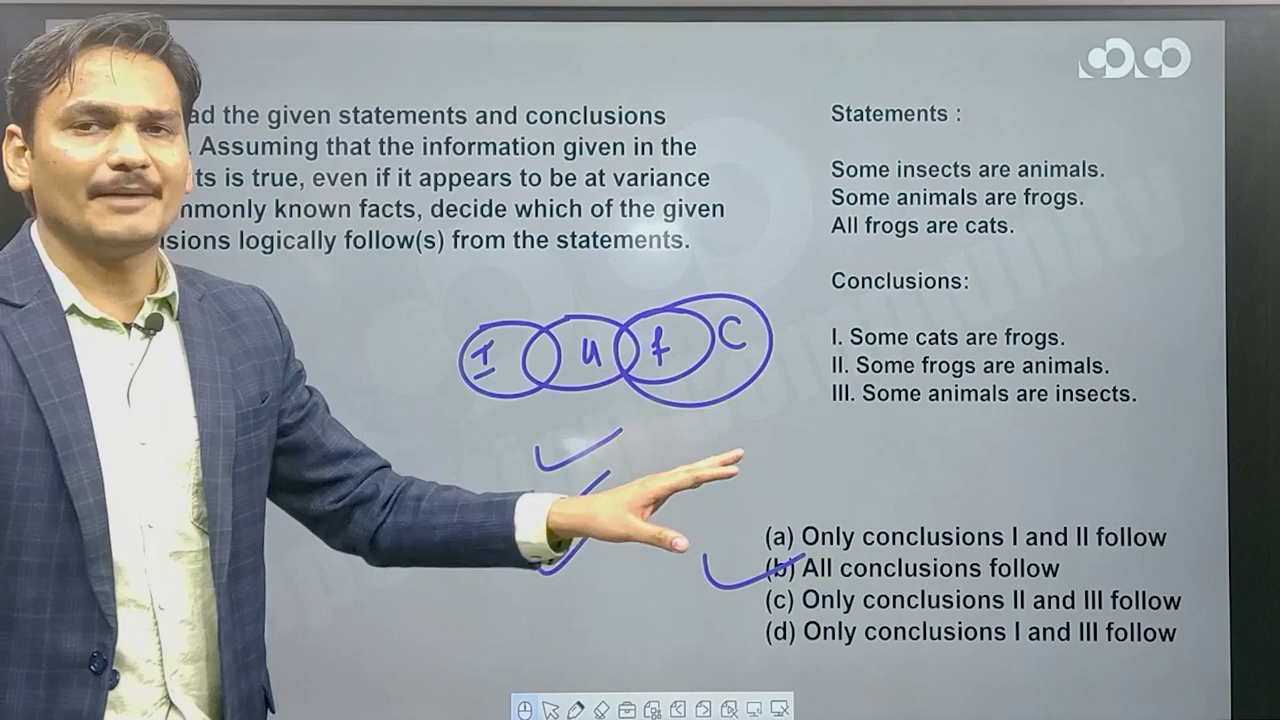 ad the given statements and conclusions
. Assuming that the information given in the
ts is true, even if it appears to be at variance
mmonly known facts, decide which of the given
sions logically follow(s) from the statements.
Statements :
Some insects are animals.
Some animals are frogs.
All frogs are cats.
Conclusions:
I. Some cats are frogs.
II. Some frogs are animals.
III. Some animals are insects.
I
f C
(a) Only conclusions I and II follow
(b) All conclusions follow
(c) Only conclusions II and III follow
(d) Only conclusions I and III follow